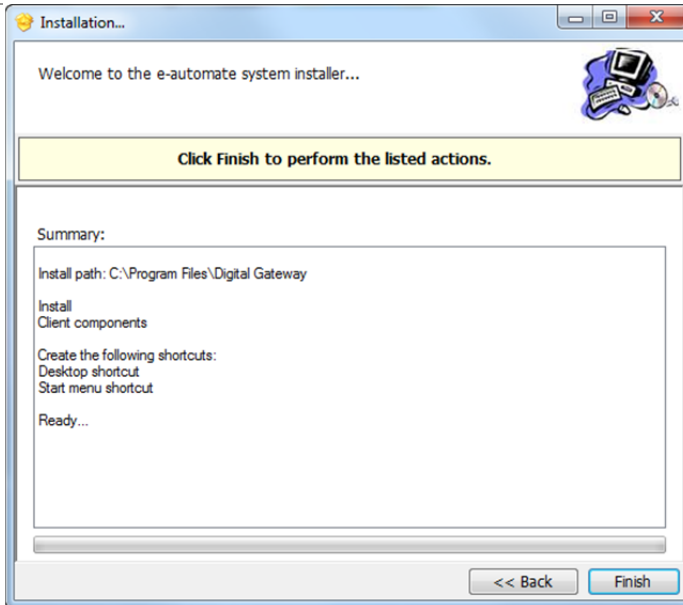 Installation...
Welcome to the e-automate system installer...
Click Finish to perform the listed actions.
Summary:
Install path: C:\Program Files\Digital Gateway
Install
Client components
Create the following shortcuts:
Desktop shortcut
Start menu shortcut
Ready...
<< Back
Finish